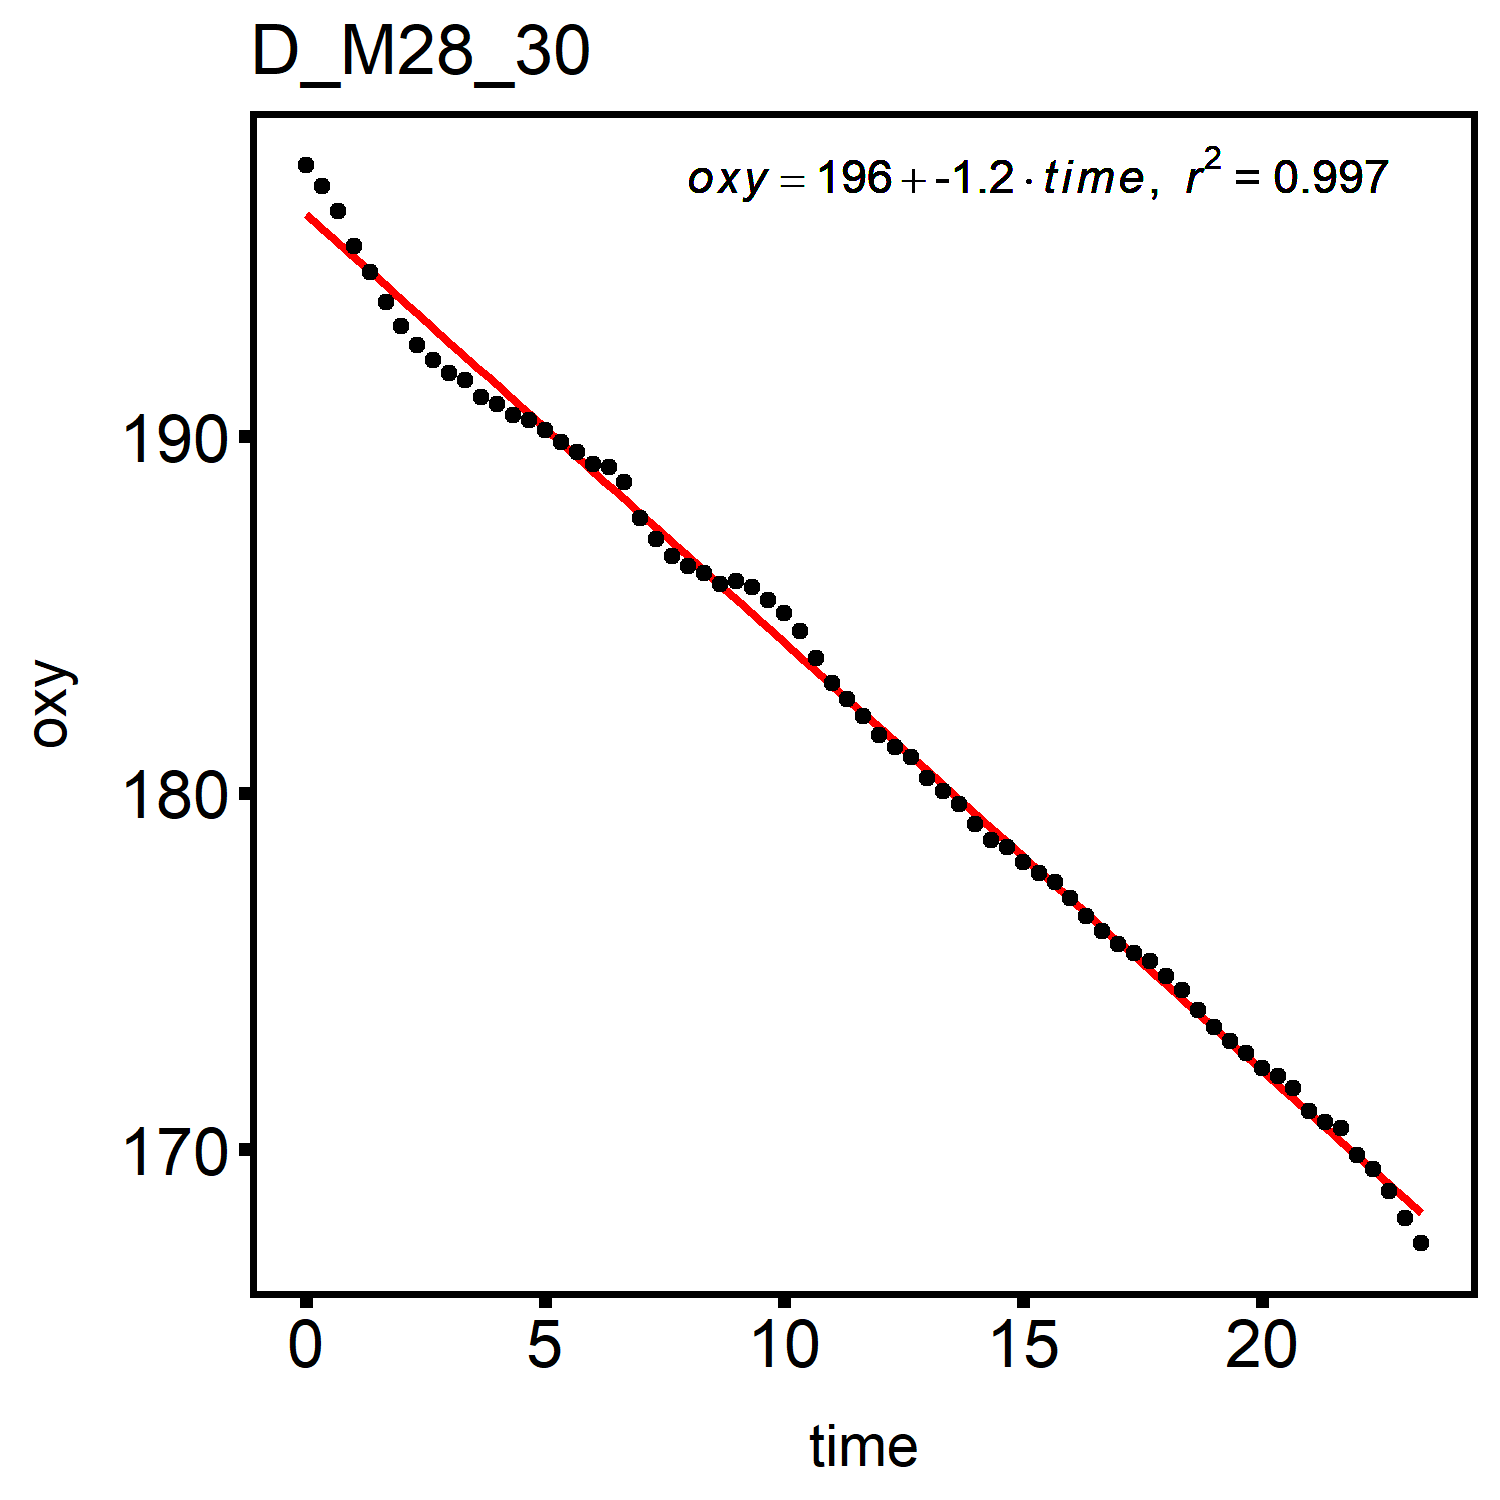 D_M28_30
oxy = 196 + -1.2 · time, r² = 0.997
190
180
170
oxy
0 5 10 15 20
time